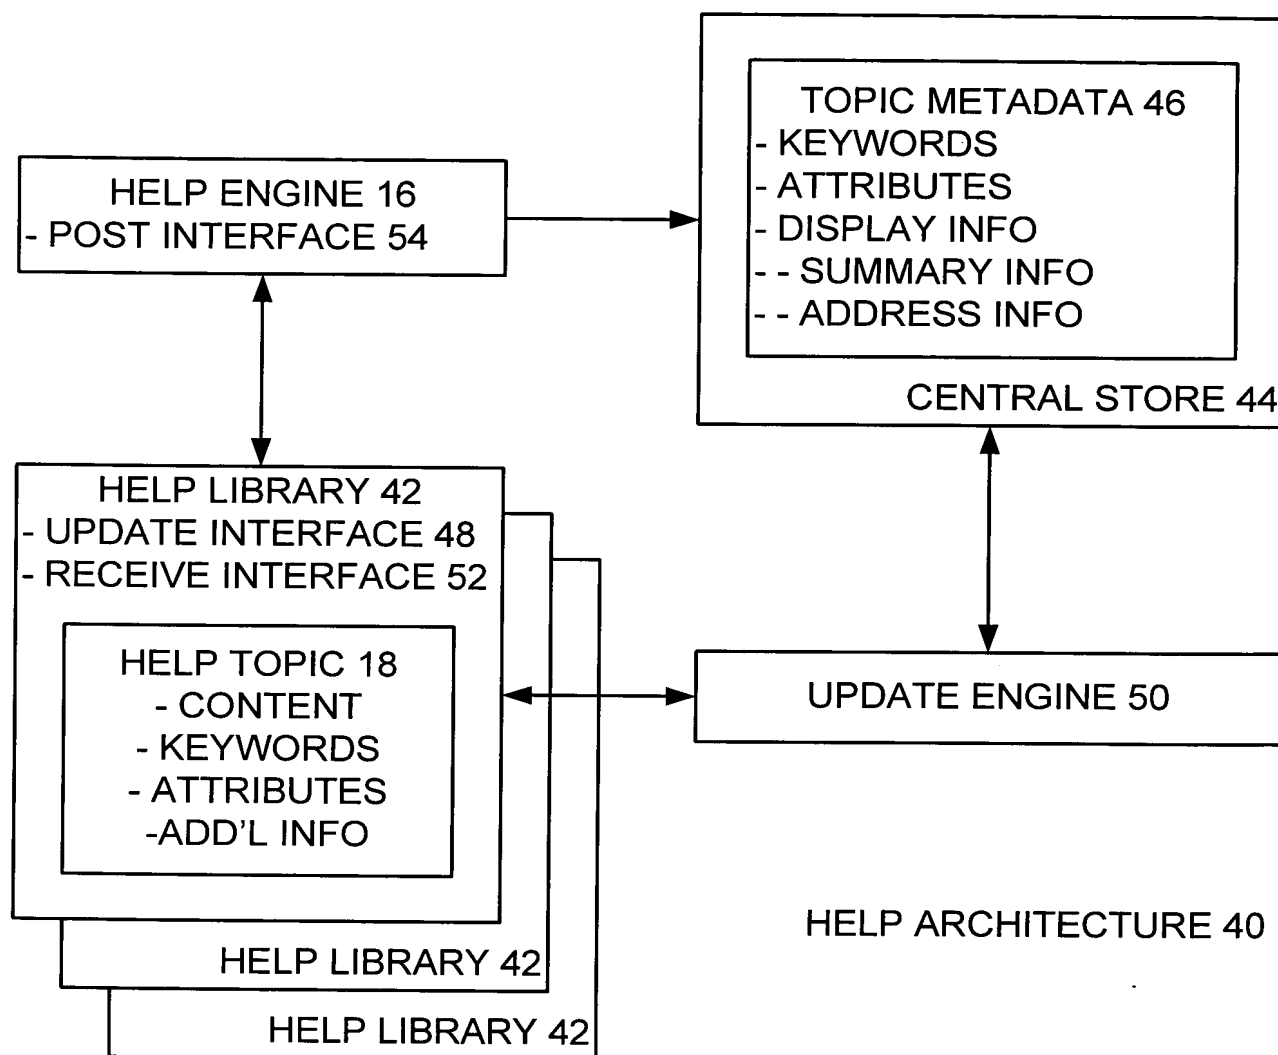 TOPIC METADATA 46
- KEYWORDS
- ATTRIBUTES
- DISPLAY INFO
- - SUMMARY INFO
- - ADDRESS INFO
CENTRAL STORE 44
HELP ENGINE 16
- POST INTERFACE 54
HELP LIBRARY 42
- UPDATE INTERFACE 48
- RECEIVE INTERFACE 52
HELP TOPIC 18
- CONTENT
- KEYWORDS
- ATTRIBUTES
-ADD'L INFO
HELP LIBRARY 42
HELP LIBRARY 42
UPDATE ENGINE 50
HELP ARCHITECTURE 40